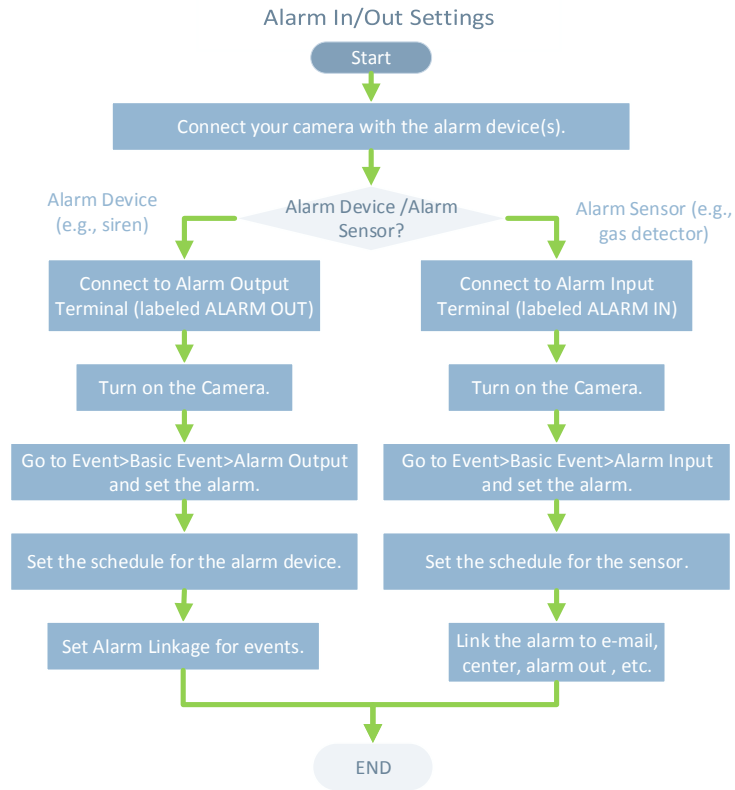 Alarm In/Out Settings
Start
Connect your camera with the alarm device(s).
Alarm Device
(e.g., siren)
Alarm Device /Alarm
Sensor?
Alarm Sensor (e.g.,
gas detector)
Connect to Alarm Output
Terminal (labeled ALARM OUT)
Connect to Alarm Input
Terminal (labeled ALARM IN)
Turn on the Camera.
Turn on the Camera.
Go to Event>Basic Event>Alarm Output
and set the alarm.
Go to Event>Basic Event>Alarm Input
and set the alarm.
Set the schedule for the alarm device.
Set the schedule for the sensor.
Set Alarm Linkage for events.
Link the alarm to e-mail,
center, alarm out , etc.
END